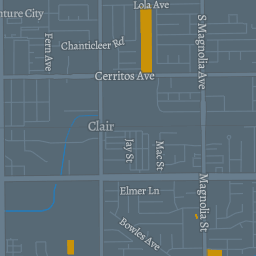 Lola Ave
nture City
Fern Ave
Chanticleer Rd
S Magnolia Ave
Cerritos Ave
Clair
Jay St
Mac St
Elmer Ln
Magnolia St
Bowles Ave